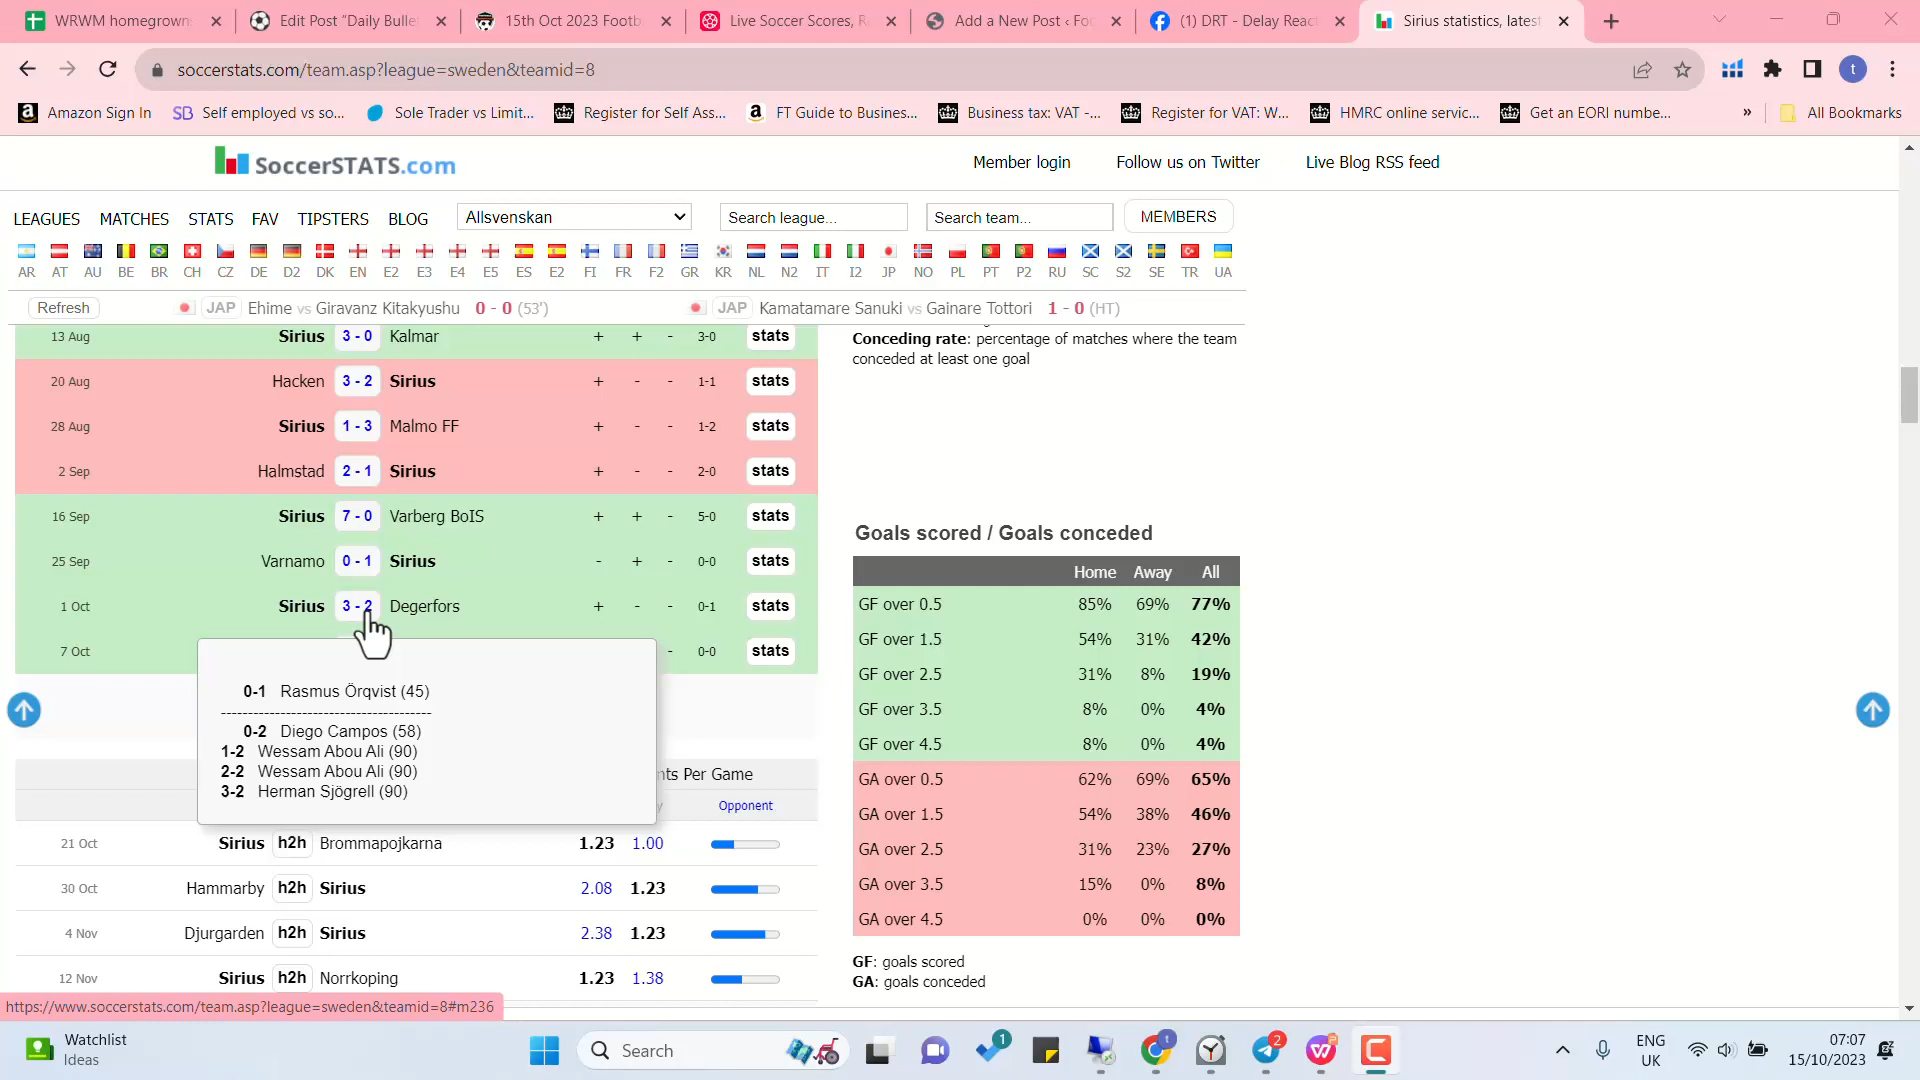 WRWM homegrown
Edit Post "Daily Bulle
15th Oct 2023 Footb
Live Soccer Scores, R
Add a New Post ‹ Foo
(1) DRT - Delay React
Sirius statistics, latest
soccerstats.com/team.asp?league=sweden&teamid=8
t
Amazon Sign In
SB Self employed vs so...
Sole Trader vs Limit...
Register for Self Ass...
FT Guide to Business...
Business tax: VAT -...
Register for VAT: W...
HMRC online servic...
Get an EORI numbe...
»
All Bookmarks
SoccerSTATS.com
Member login
Follow us on Twitter
Live Blog RSS feed
LEAGUES MATCHES STATS FAV TIPSTERS BLOG
Allsvenskan
Search league...
Search team...
MEMBERS
AR AT AU BE BR CH CZ DE D2 DK EN E2 E3 E4 E5 ES E2 FI FR F2 GR KR NL N2 IT I2 JP NO PL PT P2 RU SC S2 SE TR UA
Refresh
JAP Ehime vs Giravanz Kitakyushu 0 - 0 (53')
JAP Kamatamare Sanuki vs Gainare Tottori 1 - 0 (HT)
13 Aug Sirius 3 - 0 Kalmar + + - 3-0 stats
20 Aug Hacken 3 - 2 Sirius + - - 1-1 stats
28 Aug Sirius 1 - 3 Malmo FF + - - 1-2 stats
2 Sep Halmstad 2 - 1 Sirius + - - 2-0 stats
16 Sep Sirius 7 - 0 Varberg BoIS + + - 5-0 stats
25 Sep Varnamo 0 - 1 Sirius - + - 0-0 stats
1 Oct Sirius 3 - 2 Degerfors + - - 0-1 stats
7 Oct - 0-0 stats
0-1 Rasmus Örqvist (45)
----------------------------------------
0-2 Diego Campos (58)
1-2 Wessam Abou Ali (90)
2-2 Wessam Abou Ali (90)
3-2 Herman Sjögrell (90)
nts Per Game
Opponent
21 Oct Sirius h2h Brommapojkarna 1.23 1.00
30 Oct Hammarby h2h Sirius 2.08 1.23
4 Nov Djurgarden h2h Sirius 2.38 1.23
12 Nov Sirius h2h Norrkoping 1.23 1.38
Conceding rate: percentage of matches where the team
conceded at least one goal
Goals scored / Goals conceded
Home Away All
GF over 0.5 85% 69% 77%
GF over 1.5 54% 31% 42%
GF over 2.5 31% 8% 19%
GF over 3.5 8% 0% 4%
GF over 4.5 8% 0% 4%
GA over 0.5 62% 69% 65%
GA over 1.5 54% 38% 46%
GA over 2.5 31% 23% 27%
GA over 3.5 15% 0% 8%
GA over 4.5 0% 0% 0%
GF: goals scored
GA: goals conceded
https://www.soccerstats.com/team.asp?league=sweden&teamid=8#m236
Watchlist
Ideas
Search
1
t
2
ENG
UK
07:07
15/10/2023